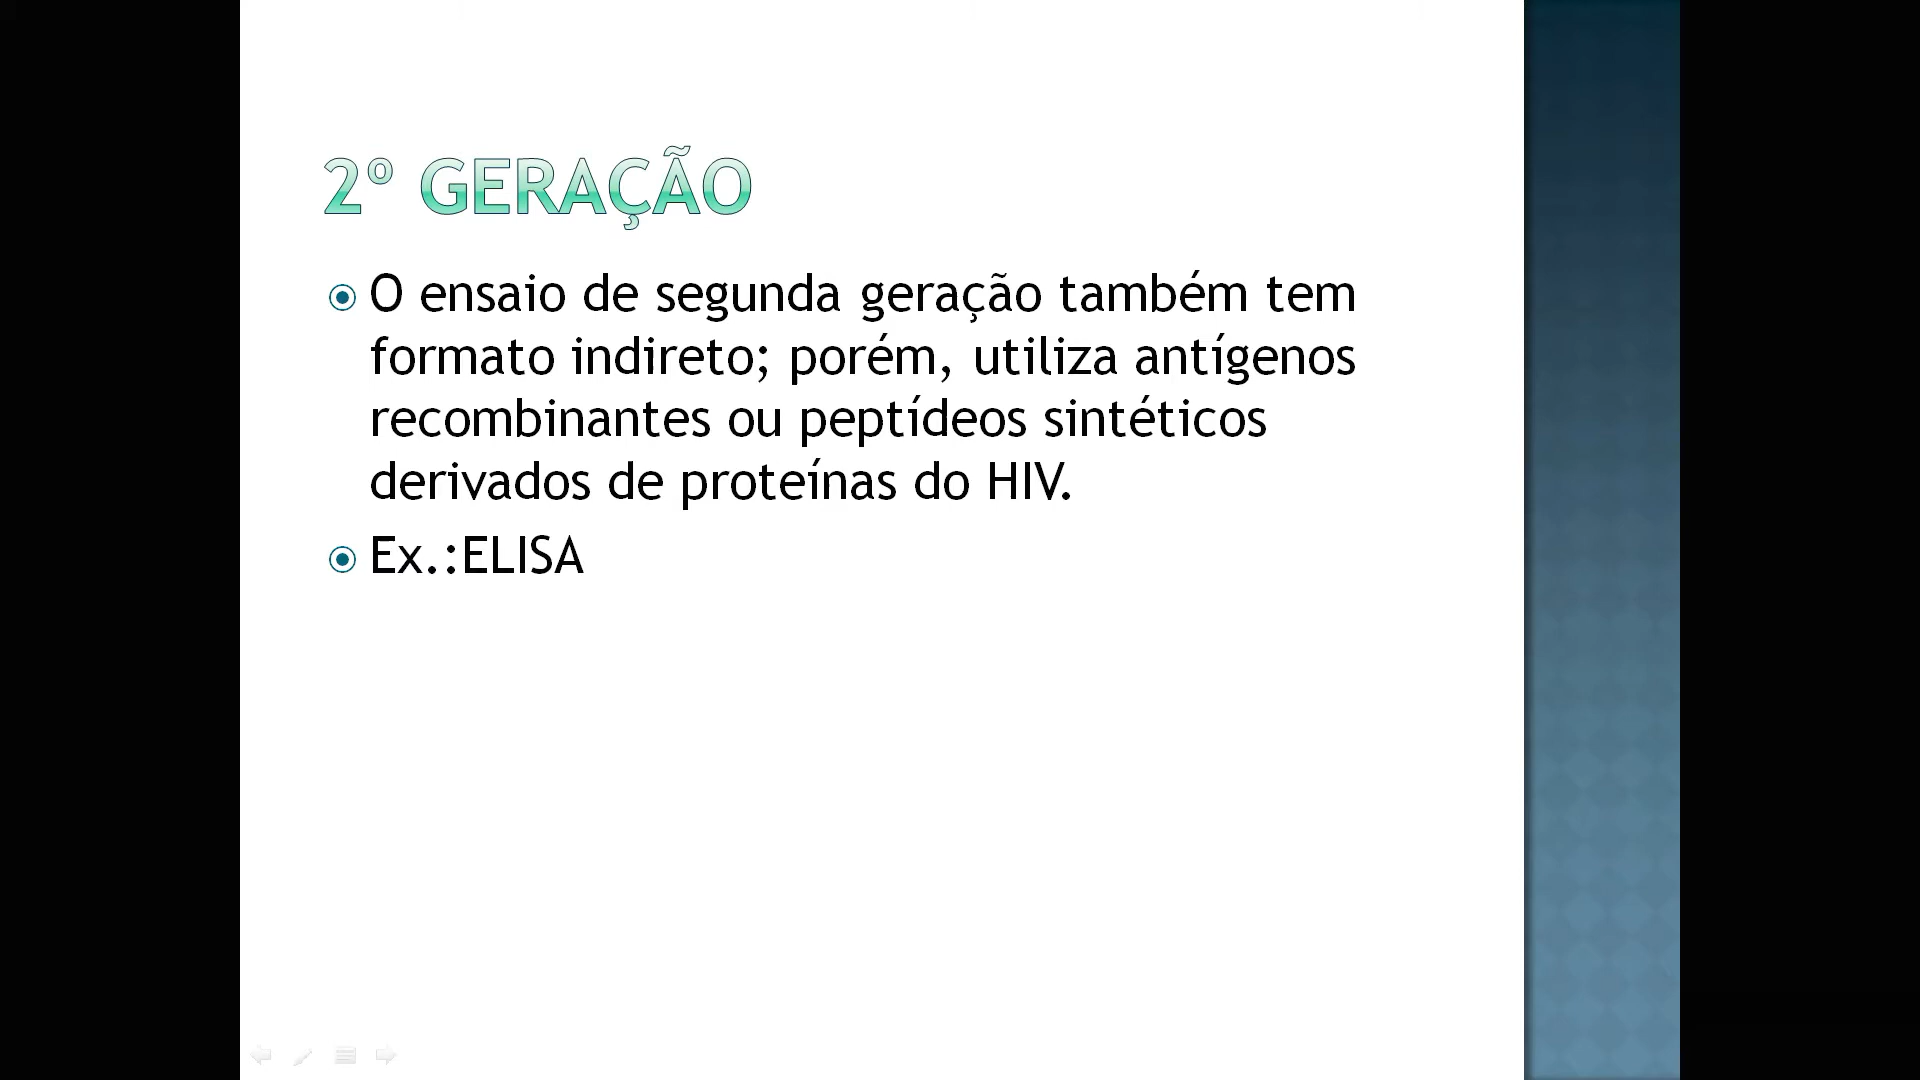 2º GERAÇÃO
O ensaio de segunda geração também tem
formato indireto; porém, utiliza antígenos
recombinantes ou peptídeos sintéticos
derivados de proteínas do HIV.
Ex.:ELISA